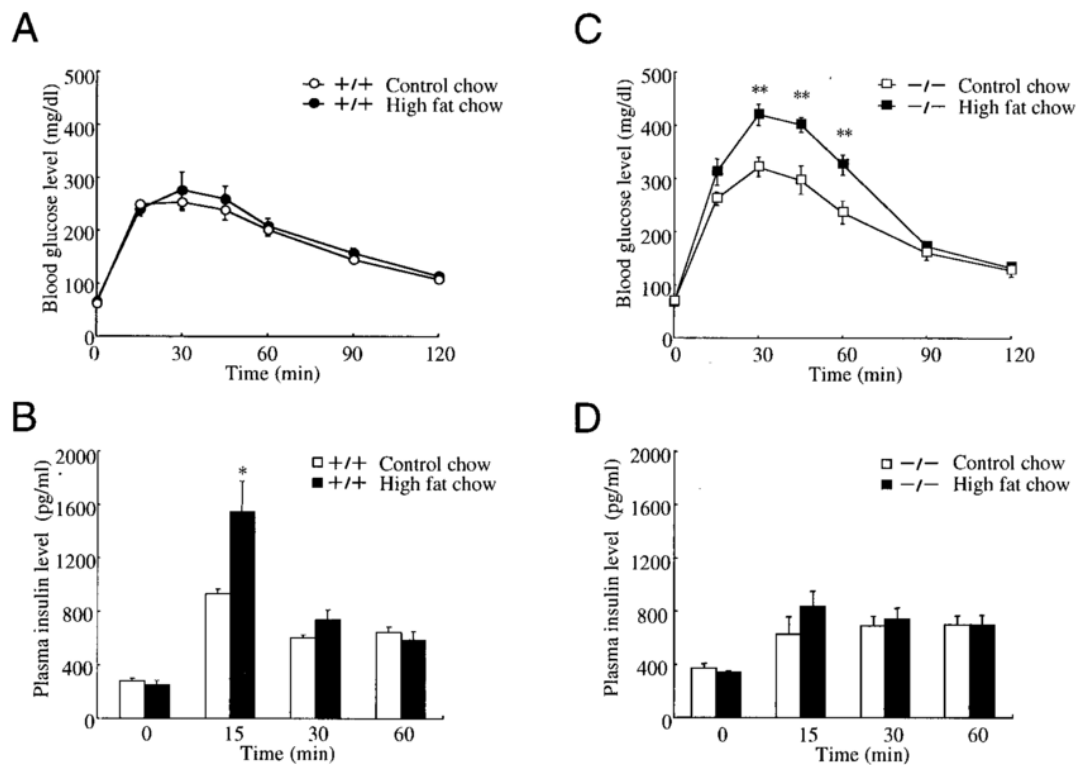 A
Blood glucose level (mg/dl)
500
400
300
200
100
0
+/+ Control chow
+/+ High fat chow
0 30 60 90 120
Time (min)
C
Blood glucose level (mg/dl)
500
400
300
200
100
0
-/- Control chow
-/- High fat chow
** ** **
0 30 60 90 120
Time (min)
B
Plasma insulin level (pg/ml)
2000
1600
1200
800
400
0
+/+ Control chow
+/+ High fat chow
*
0 15 30 60
Time (min)
D
Plasma insulin level (pg/ml)
2000
1600
1200
800
400
0
-/- Control chow
-/- High fat chow
0 15 30 60
Time (min)